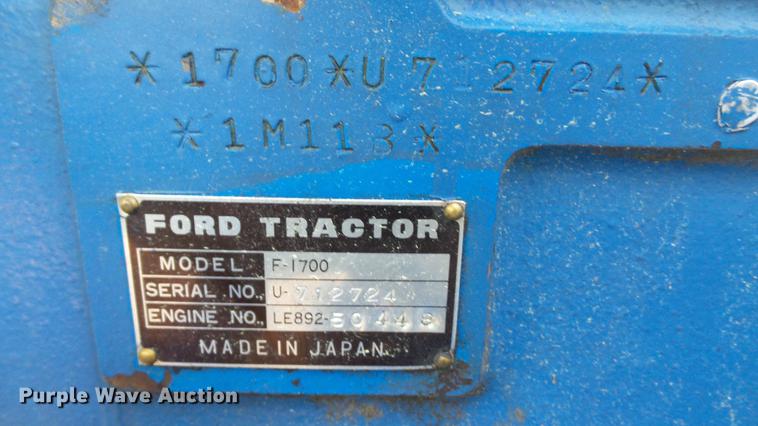 *1700*U 712724*
*1M113*
FORD TRACTOR
MODEL F-1700
SERIAL NO. U-712724
ENGINE NO. LE892-50448
MADE IN JAPAN
Purple Wave Auction